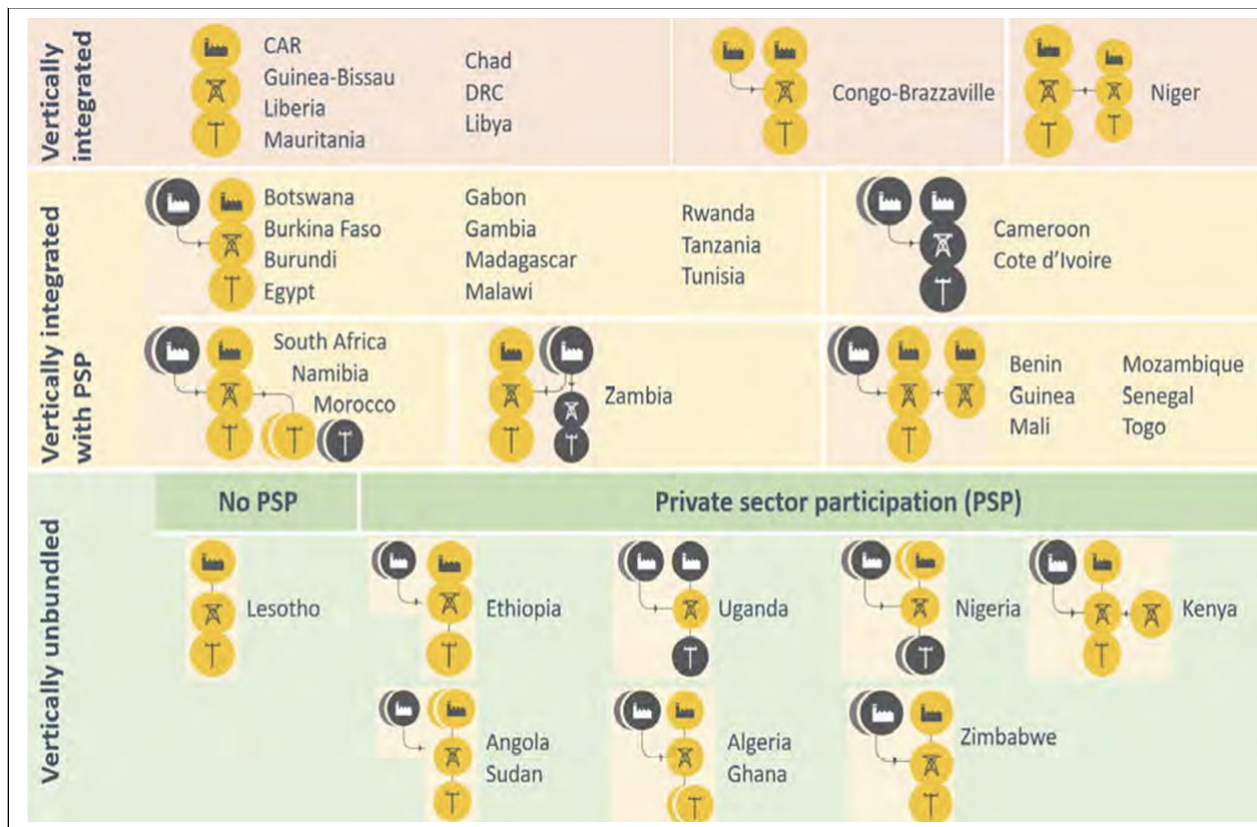 Vertically
integrated
CAR
Guinea-Bissau
Liberia
Mauritania
Chad
DRC
Libya
Congo-Brazzaville
Niger
Vertically integrated
with PSP
Botswana
Burkina Faso
Burundi
Egypt
Gabon
Gambia
Madagascar
Malawi
Rwanda
Tanzania
Tunisia
Cameroon
Cote d'Ivoire
South Africa
Namibia
Morocco
Zambia
Benin
Guinea
Mali
Mozambique
Senegal
Togo
Vertically unbundled
No PSP
Private sector participation (PSP)
Lesotho
Ethiopia
Uganda
Nigeria
Kenya
Angola
Sudan
Algeria
Ghana
Zimbabwe